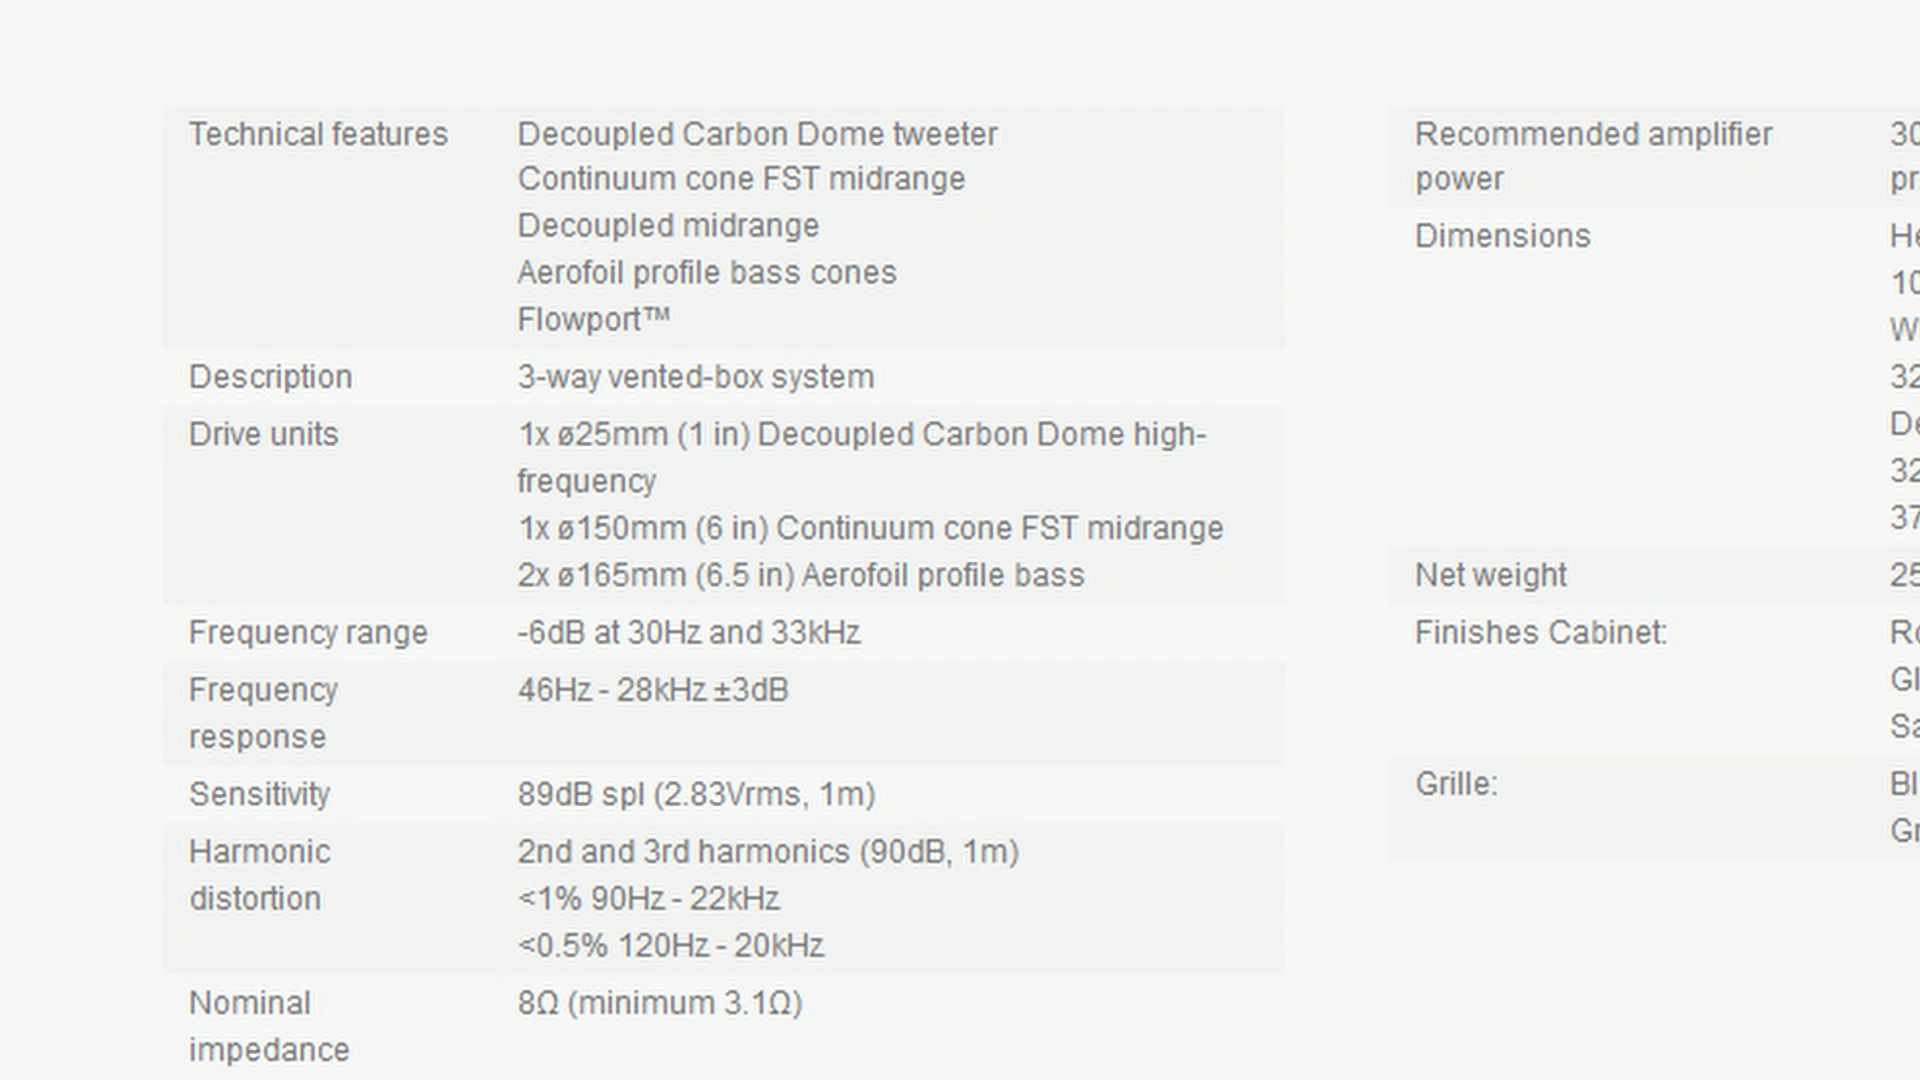 Technical features
Decoupled Carbon Dome tweeter
Continuum cone FST midrange
Decoupled midrange
Aerofoil profile bass cones
Flowport™
Description
3-way vented-box system
Drive units
1x ø25mm (1 in) Decoupled Carbon Dome high-
frequency
1x ø150mm (6 in) Continuum cone FST midrange
2x ø165mm (6.5 in) Aerofoil profile bass
Frequency range
-6dB at 30Hz and 33kHz
Frequency
response
46Hz - 28kHz ±3dB
Sensitivity
89dB spl (2.83Vrms, 1m)
Harmonic
distortion
2nd and 3rd harmonics (90dB, 1m)
<1% 90Hz - 22kHz
<0.5% 120Hz - 20kHz
Nominal
impedance
8Ω (minimum 3.1Ω)
Recommended amplifier
power
Dimensions
Net weight
Finishes Cabinet:
Grille: